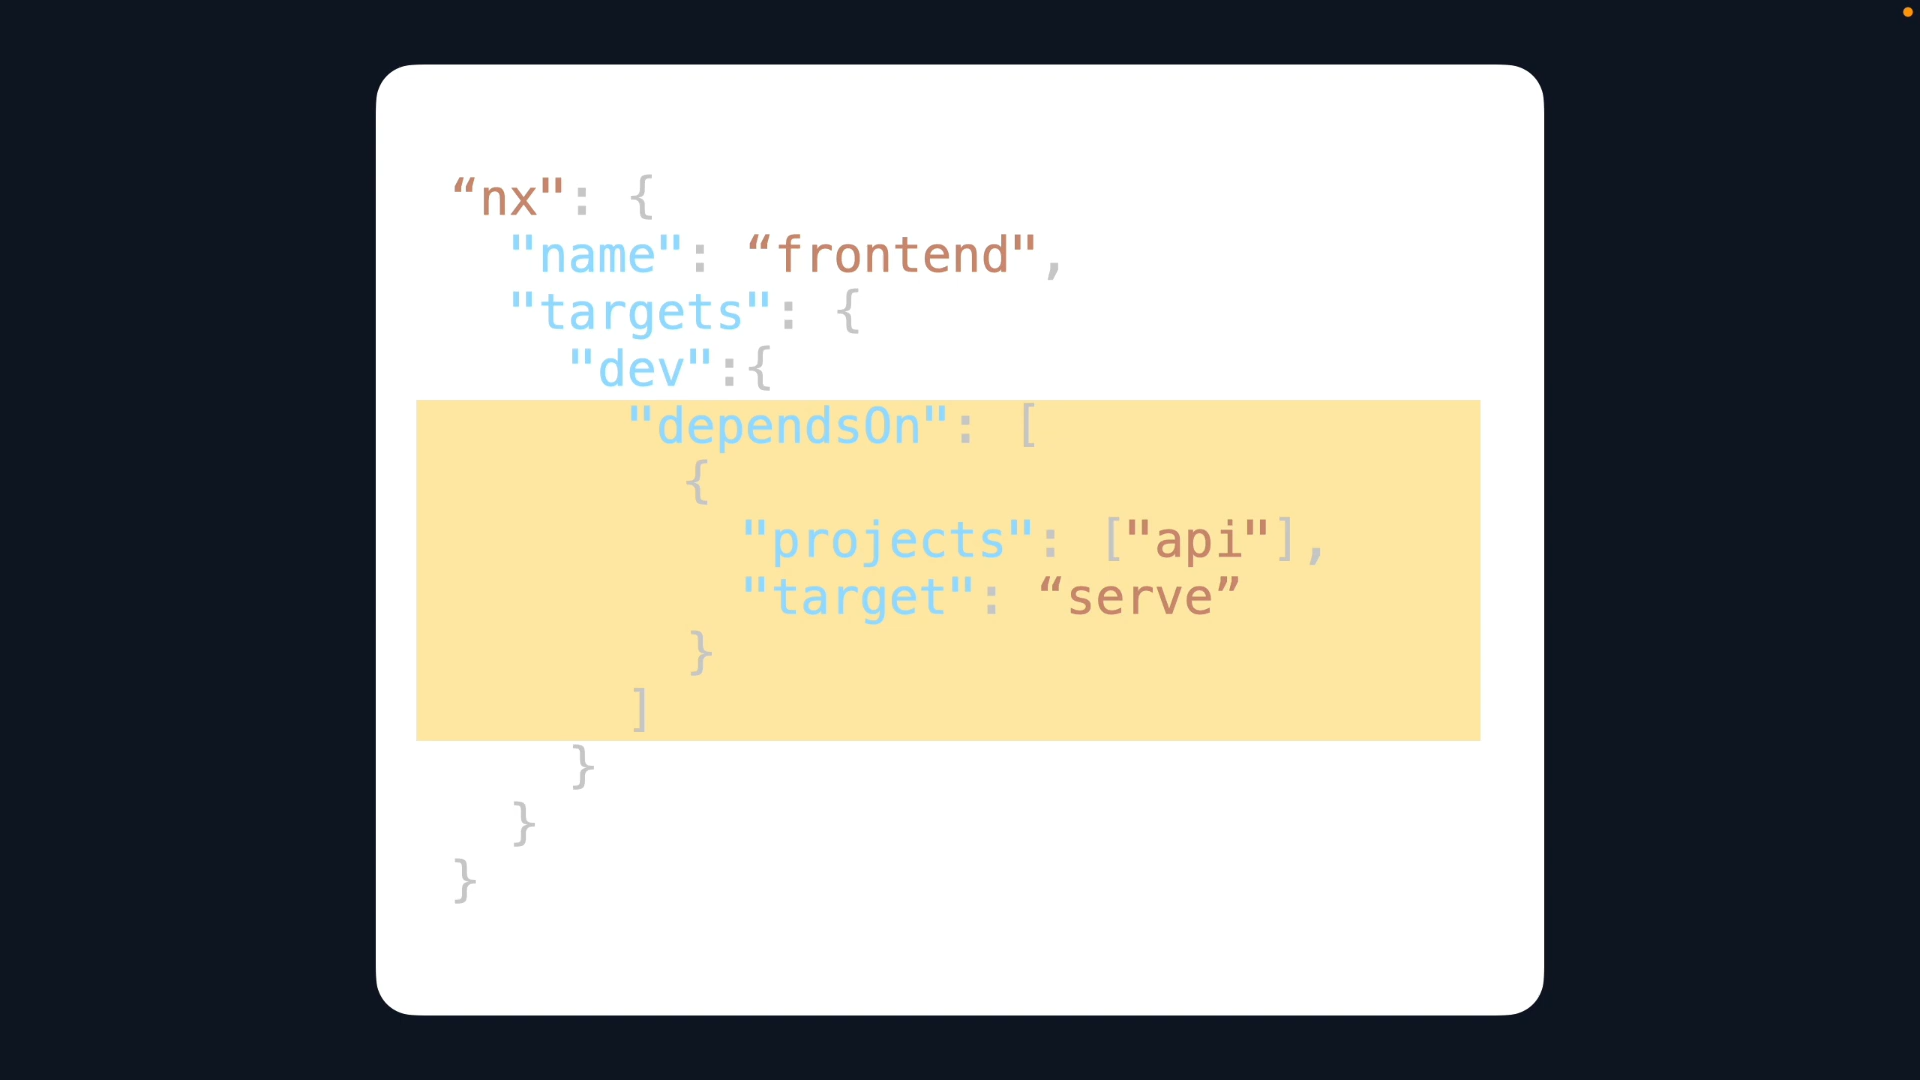 “nx": {
"name": “frontend",
"targets": {
"dev":{
"dependsOn": [
{
"projects": ["api"],
"target": “serve”
}
]
}
}
}